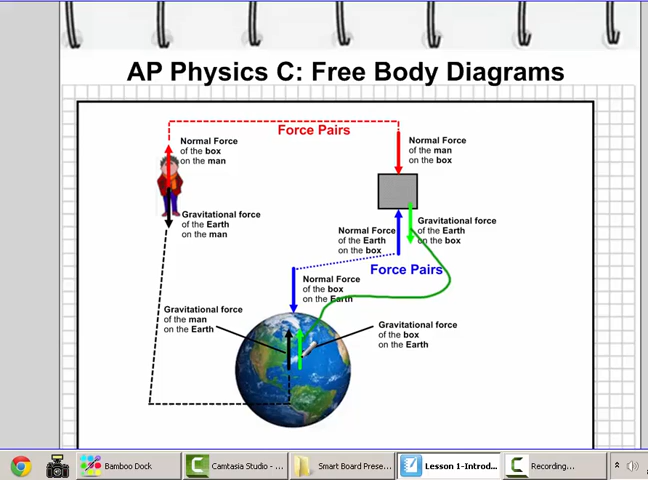 AP Physics C: Free Body Diagrams
Force Pairs
Normal Force
of the box
on the man
Normal Force
of the man
on the box
Gravitational force
of the Earth
on the man
Gravitational force
of the Earth
on the box
Normal Force
of the Earth
on the box
Force Pairs
Normal Force
of the box
on the Earth
Gravitational force
of the man
on the Earth
Gravitational force
of the box
on the Earth
Bamboo Dock
Camtasia Studio - ...
Smart Board Prese...
Lesson 1-Introd...
Recording...